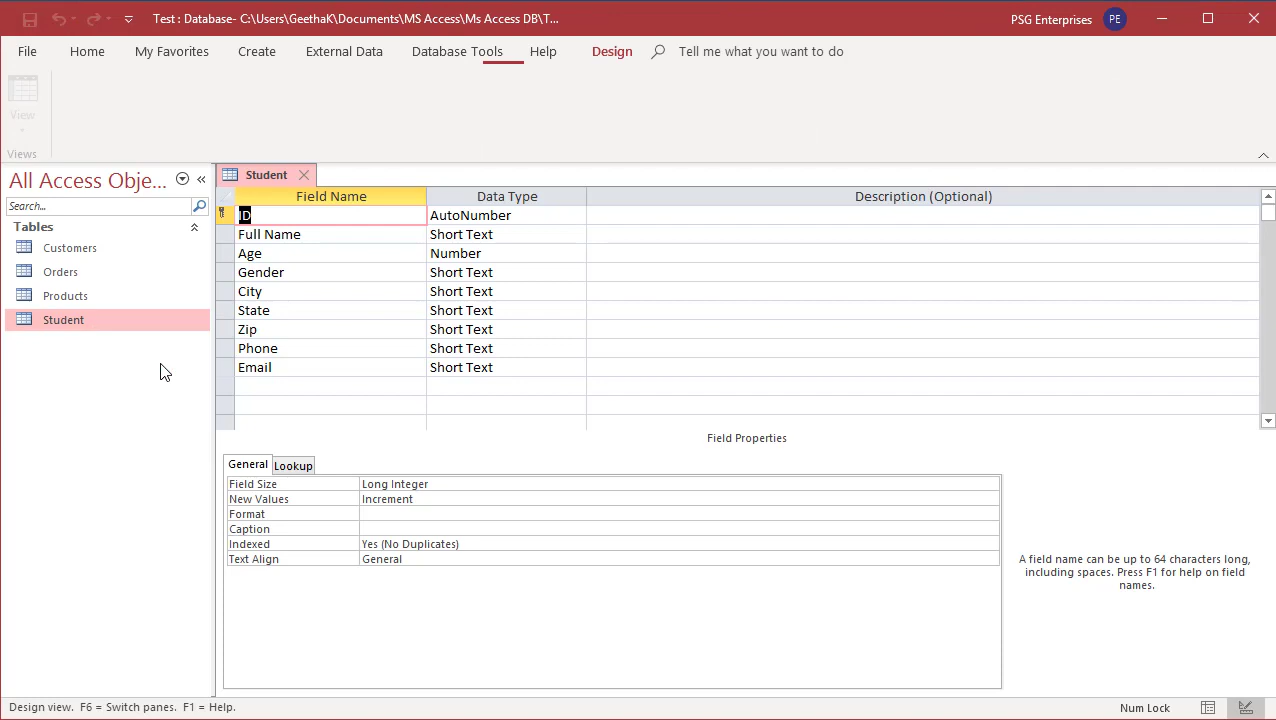 Test : Database- C:\Users\GeethaK\Documents\MS Access\Ms Access DB\T...
PSG Enterprises
PE
File
Home
My Favorites
Create
External Data
Database Tools
Help
Design
Tell me what you want to do
View
Views
All Access Obje...
Search...
Tables
Customers
Orders
Products
Student
Student
Field Name Data Type Description (Optional)
ID AutoNumber
Full Name Short Text
Age Number
Gender Short Text
City Short Text
State Short Text
Zip Short Text
Phone Short Text
Email Short Text
Field Properties
General Lookup
Field Size Long Integer
New Values Increment
Format
Caption
Indexed Yes (No Duplicates)
Text Align General
A field name can be up to 64 characters long,
including spaces. Press F1 for help on field
names.
Design view. F6 = Switch panes. F1 = Help.
Num Lock